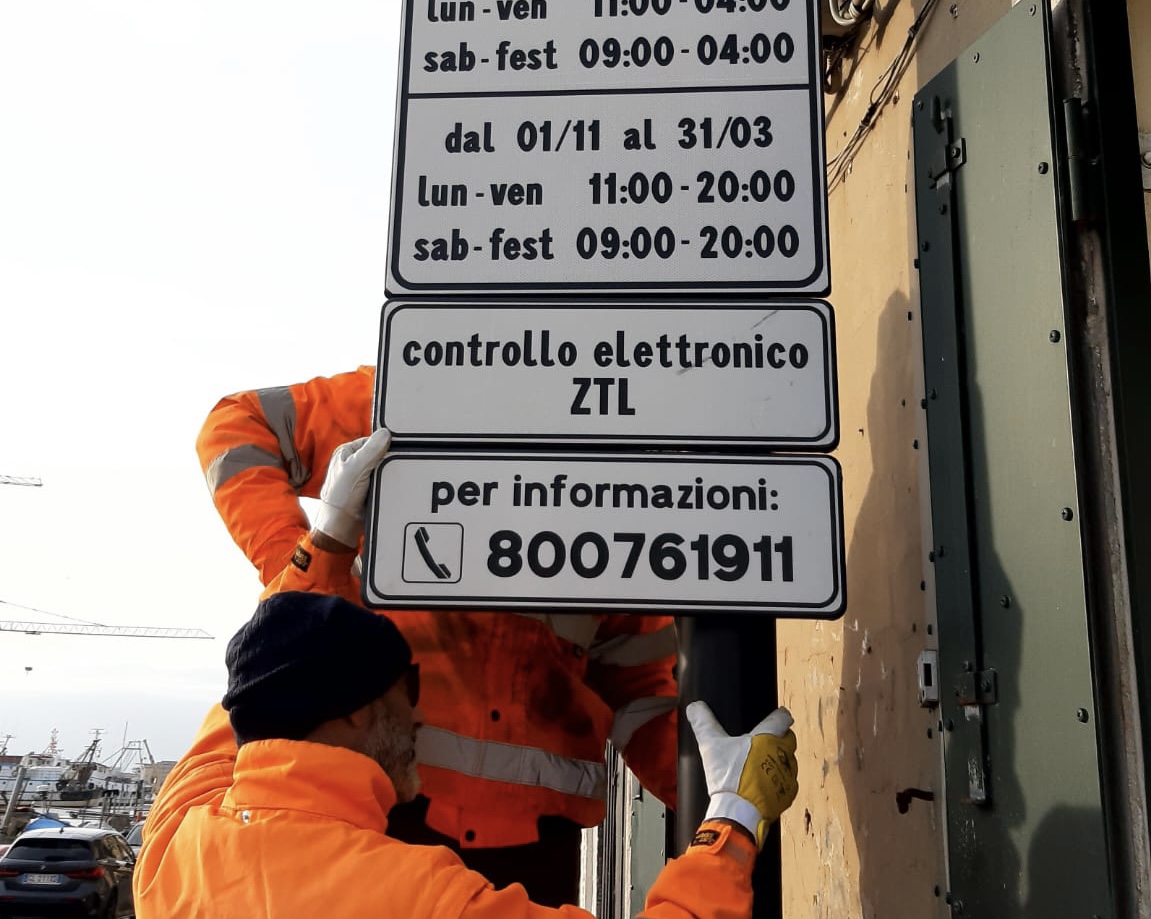 lun - ven 11:00 - 04:00
sab - fest 09:00 - 04:00
dal 01/11 al 31/03
lun - ven 11:00 - 20:00
sab - fest 09:00 - 20:00
controllo elettronico
ZTL
per informazioni:
800761911